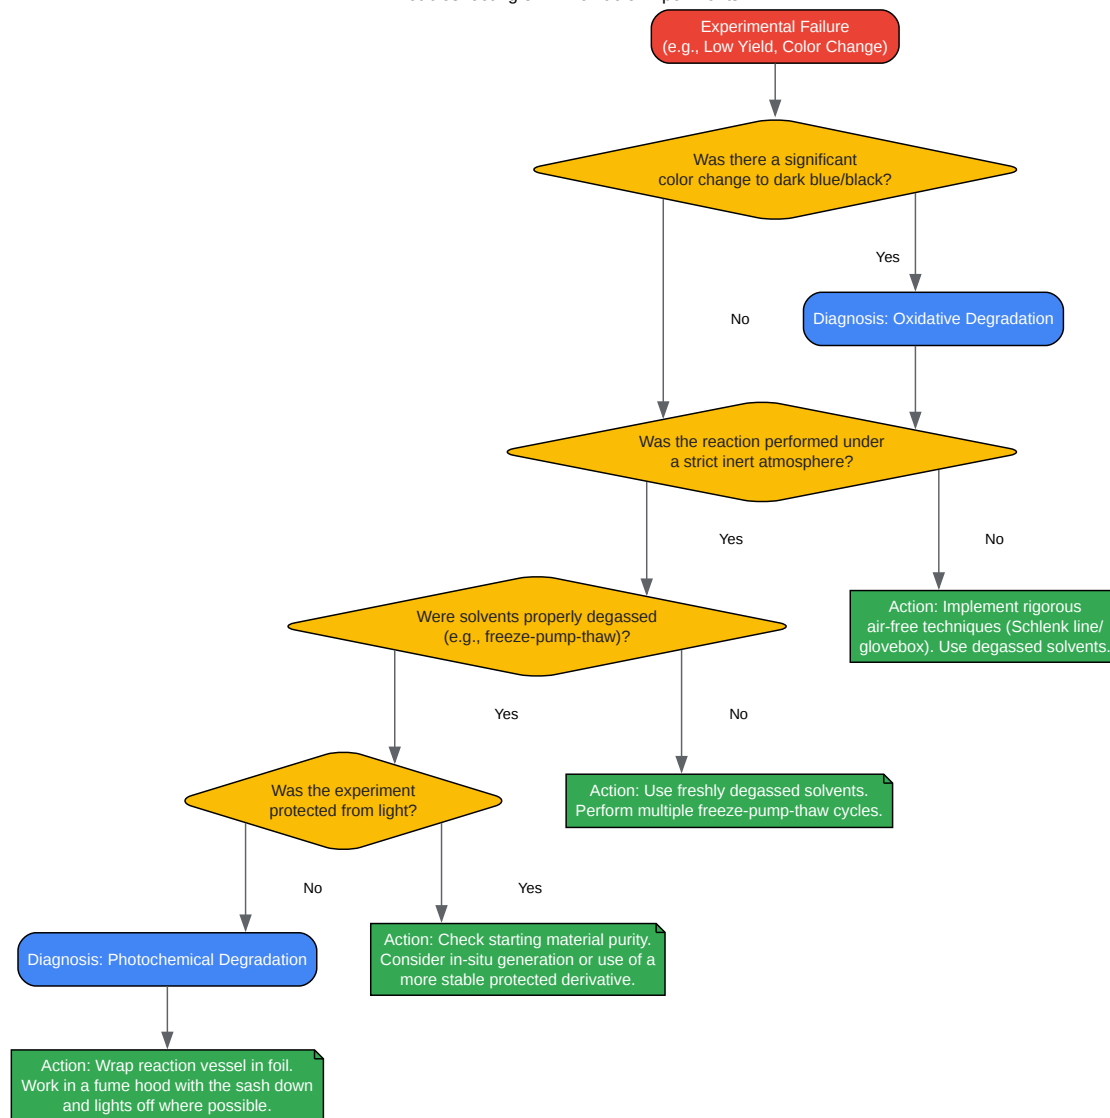 Experimental Failure
(e.g., Low Yield, Color Change)
Was there a significant
color change to dark blue/black?
Yes
No
Diagnosis: Oxidative Degradation
Was the reaction performed under
a strict inert atmosphere?
Yes
No
Action: Implement rigorous
air-free techniques (Schlenk line/
glovebox). Use degassed solvents.
Were solvents properly degassed
(e.g., freeze-pump-thaw)?
Yes
No
Action: Use freshly degassed solvents.
Perform multiple freeze-pump-thaw cycles.
Was the experiment
protected from light?
No
Yes
Action: Check starting material purity.
Consider in-situ generation or use of a
more stable protected derivative.
Diagnosis: Photochemical Degradation
Action: Wrap reaction vessel in foil.
Work in a fume hood with the sash down
and lights off where possible.